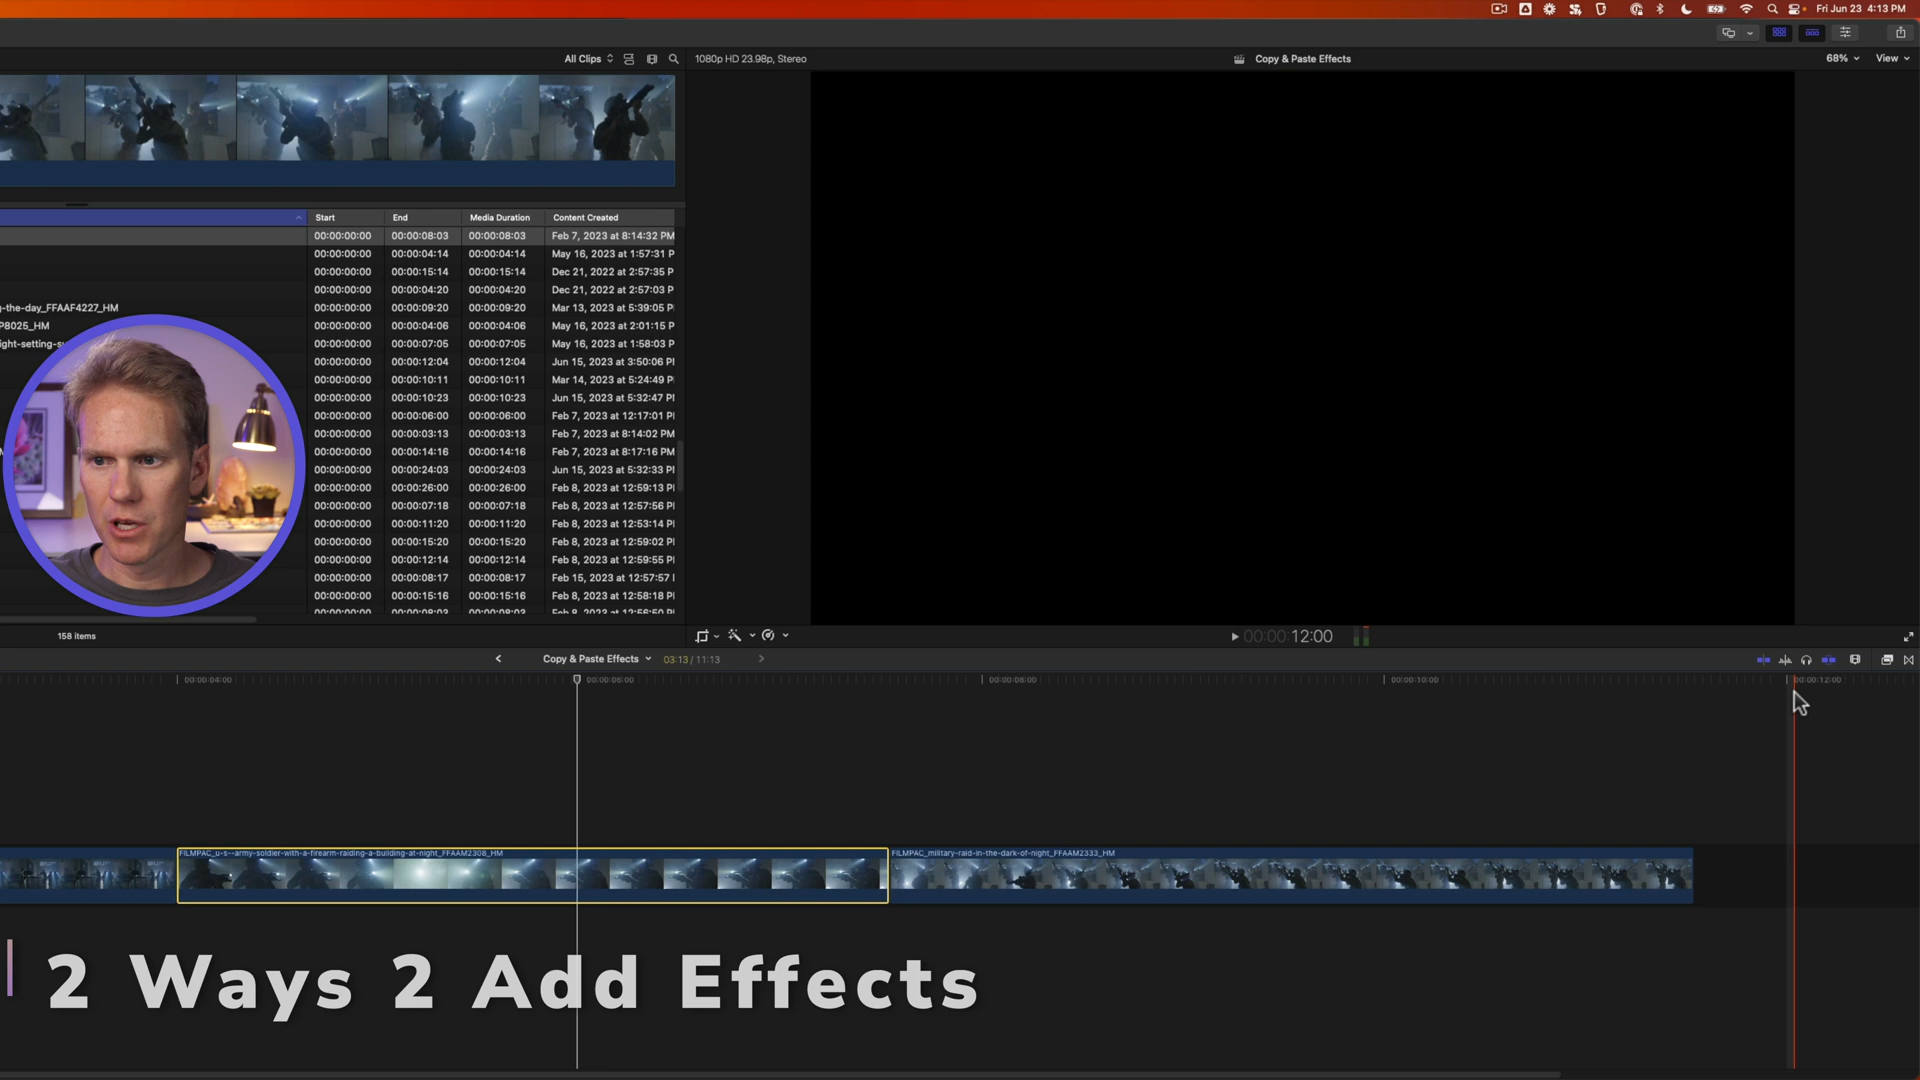 Fri Jun 23 4:13 PM
All Clips
1080p HD 23.98p, Stereo
Copy & Paste Effects
68%
View
Start End Media Duration Content Created
00:00:00:00 00:00:08:03 00:00:08:03 Feb 7, 2023 at 8:14:32 PM
00:00:00:00 00:00:04:14 00:00:04:14 May 16, 2023 at 1:57:31 P
00:00:00:00 00:00:15:14 00:00:15:14 Dec 21, 2022 at 2:57:35 P
00:00:00:00 00:00:04:20 00:00:04:20 Dec 21, 2022 at 2:57:03 P
g-the-day_FFAAF4227_HM 00:00:00:00 00:00:09:20 00:00:09:20 Mar 13, 2023 at 5:39:05 P
P8025_HM 00:00:00:00 00:00:04:06 00:00:04:06 May 16, 2023 at 2:01:15 P
ight-setting-s 00:00:00:00 00:00:07:05 00:00:07:05 May 16, 2023 at 1:58:03 P
00:00:00:00 00:00:12:04 00:00:12:04 Jun 15, 2023 at 3:50:06 P
00:00:00:00 00:00:10:11 00:00:10:11 Mar 14, 2023 at 5:24:49 P
00:00:00:00 00:00:10:23 00:00:10:23 Jun 15, 2023 at 5:32:47 P
00:00:00:00 00:00:06:00 00:00:06:00 Feb 7, 2023 at 12:17:01 P
00:00:00:00 00:00:03:13 00:00:03:13 Feb 7, 2023 at 8:14:02 PM
00:00:00:00 00:00:14:16 00:00:14:16 Feb 7, 2023 at 8:17:16 PM
00:00:00:00 00:00:24:03 00:00:24:03 Jun 15, 2023 at 5:32:33 P
00:00:00:00 00:00:26:00 00:00:26:00 Feb 8, 2023 at 12:59:13 P
00:00:00:00 00:00:07:18 00:00:07:18 Feb 8, 2023 at 12:57:56 P
00:00:00:00 00:00:11:20 00:00:11:20 Feb 8, 2023 at 12:53:14 P
00:00:00:00 00:00:15:20 00:00:15:20 Feb 8, 2023 at 12:59:02 P
00:00:00:00 00:00:12:14 00:00:12:14 Feb 8, 2023 at 12:59:55 P
00:00:00:00 00:00:08:17 00:00:08:17 Feb 15, 2023 at 12:57:57
00:00:00:00 00:00:15:16 00:00:15:16 Feb 8, 2023 at 12:58:18 P
00:00:00:00 00:00:08:03 00:00:08:03 Feb 8, 2023 at 12:56:50 P
158 items
00:00:12:00
Copy & Paste Effects 03:13 / 11:13
00:00:04:00 00:00:06:00 00:00:08:00 00:00:10:00 00:00:12:00
FILMPAC_u-s--army-soldier-with-a-firearm-raiding-a-building-at-night_FFAAM2308_HM
FILMPAC_military-raid-in-the-dark-of-night_FFAAM2333_HM
2 Ways 2 Add Effects